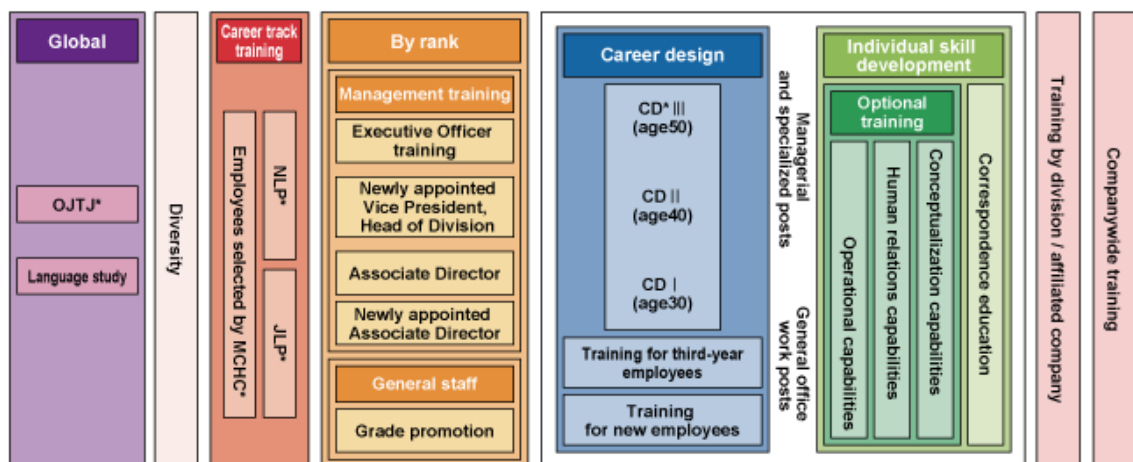 Global
OJTJ*
Language study
Diversity
Career track
training
Employees selected by MCHC*
NLP*
JLP*
By rank
Management training
Executive Officer
training
Newly appointed
Vice President,
Head of Division
Associate Director
Newly appointed
Associate Director
General staff
Grade promotion
Career design
CD* III
(age50)
CD II
(age40)
CD I
(age30)
Training for third-year
employees
Training
for new employees
Managerial
and specialized posts
General office
work posts
Individual skill
development
Optional
training
Operational capabilities
Human relations capabilities
Conceptualization capabilities
Correspondence education
Training by division / affiliated company
Companywide training